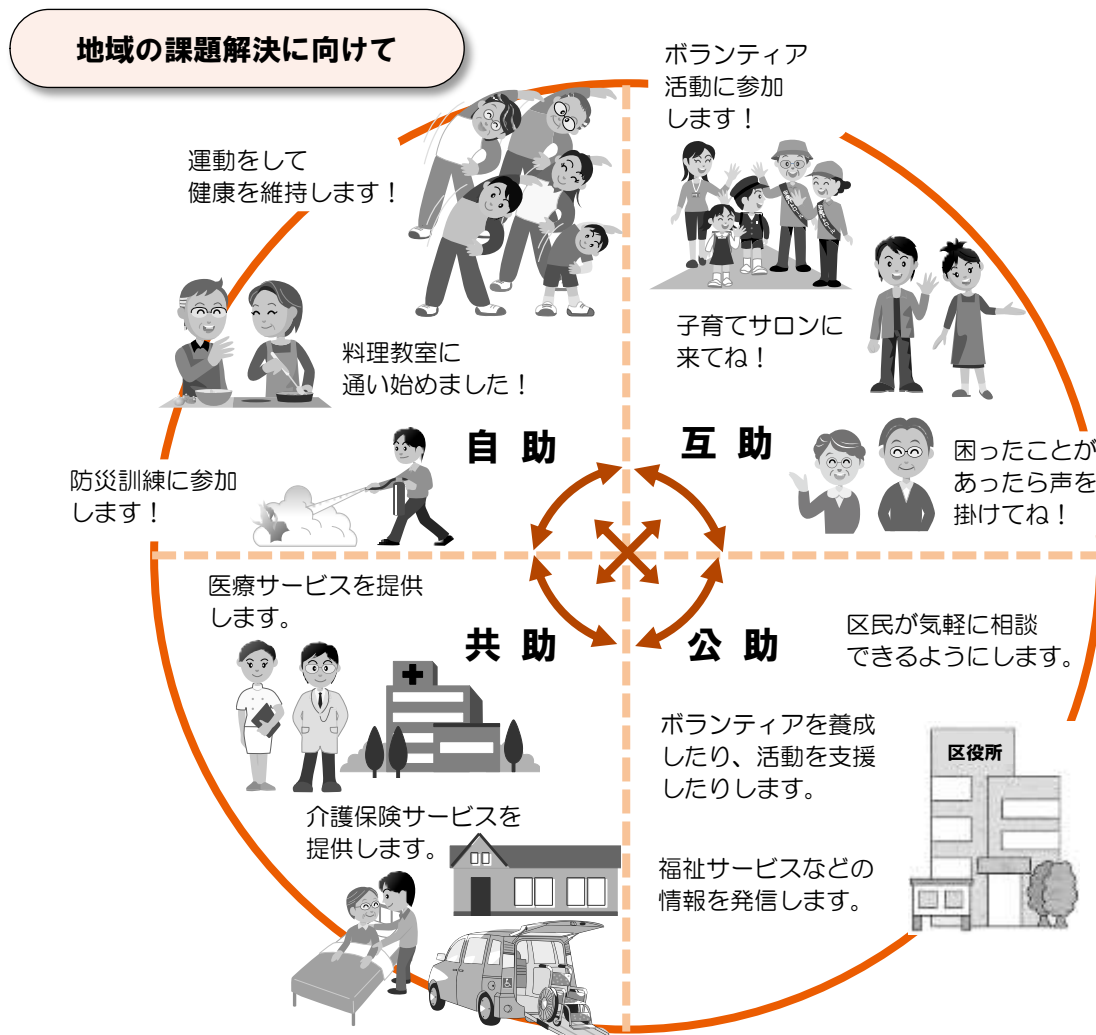 地域の課題解決に向けて
運動をして
健康を維持します！
料理教室に
通い始めました！
防災訓練に参加
します！
自助
ボランティア
活動に参加
します！
子育てサロンに
来てね！
互助
困ったことが
あったら声を
掛けてね！
医療サービスを提供
します。
共助
介護保険サービスを
提供します。
公助
区民が気軽に相談
できるようにします。
ボランティアを養成
したり、活動を支援
したりします。
区役所
福祉サービスなどの
情報を発信します。